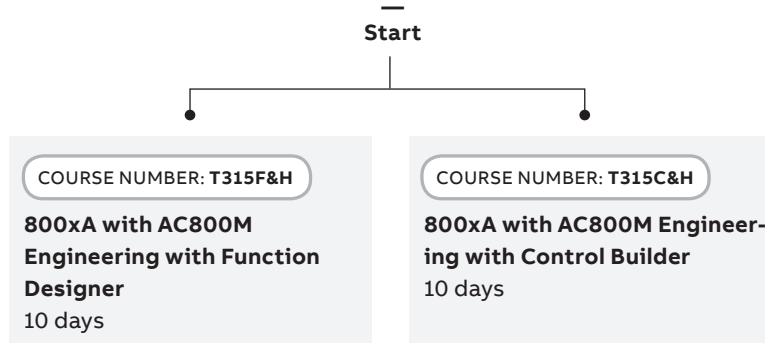 Start
COURSE NUMBER: T315F&H
800xA with AC800M
Engineering with Function
Designer
10 days
COURSE NUMBER: T315C&H
800xA with AC800M Engineer-
ing with Control Builder
10 days